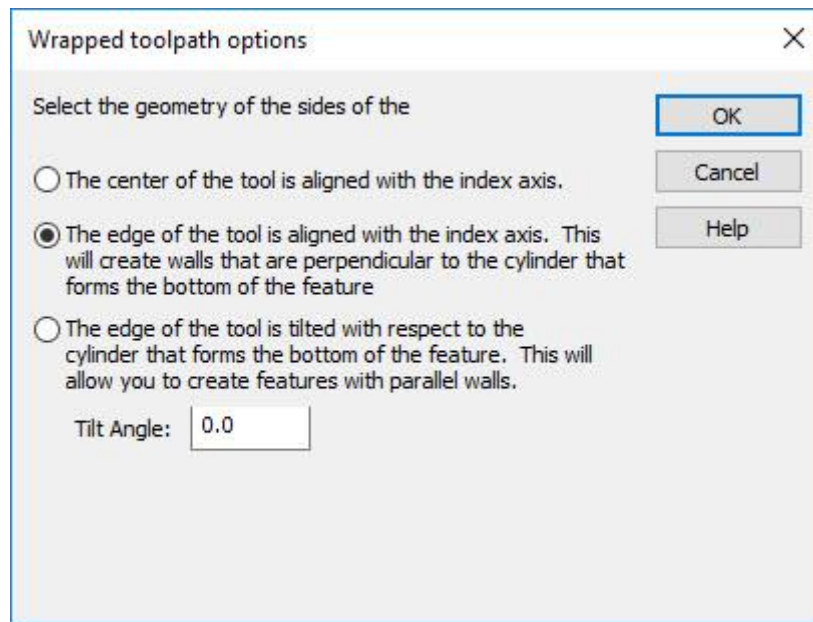 Wrapped toolpath options
Select the geometry of the sides of the
OK
The center of the tool is aligned with the index axis.
Cancel
The edge of the tool is aligned with the index axis.  This
will create walls that are perpendicular to the cylinder that
forms the bottom of the feature
Help
The edge of the tool is tilted with respect to the
cylinder that forms the bottom of the feature.  This will
allow you to create features with parallel walls.
Tilt Angle: 0.0